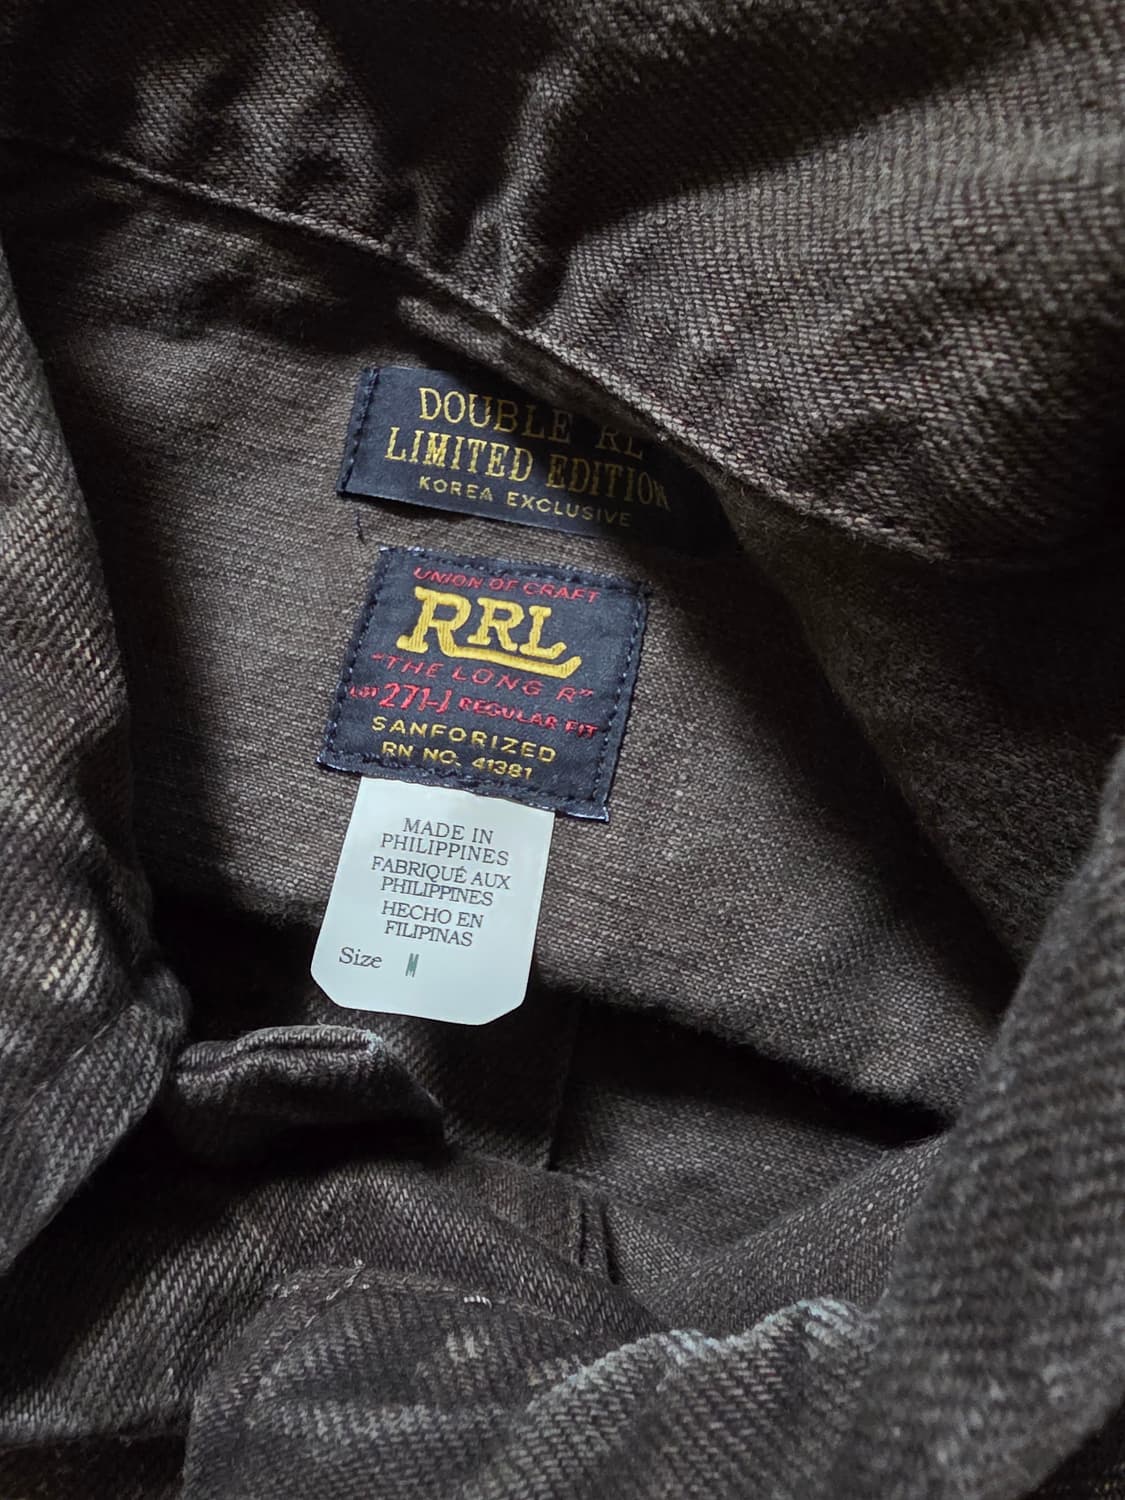 DOUBLE RL
LIMITED EDITION
KOREA EXCLUSIVE
UNION OF CRAFT
RRL
"THE LONG R"
LOT 271-J REGULAR FIT
SANFORIZED
RN NO. 41381
MADE IN
PHILIPPINES
FABRIQUÉ AUX
PHILIPPINES
HECHO EN
FILIPINAS
Size M